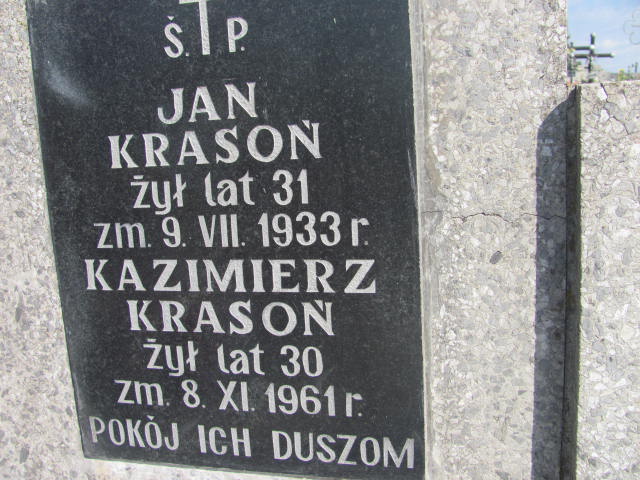 Ś. P.
JAN
KRASOŃ
żył lat 31
zm. 9. VII. 1933 r.
KAZIMIERZ
KRASOŃ
żył lat 30
zm. 8. XI. 1961 r.
POKÓJ ICH DUSZOM